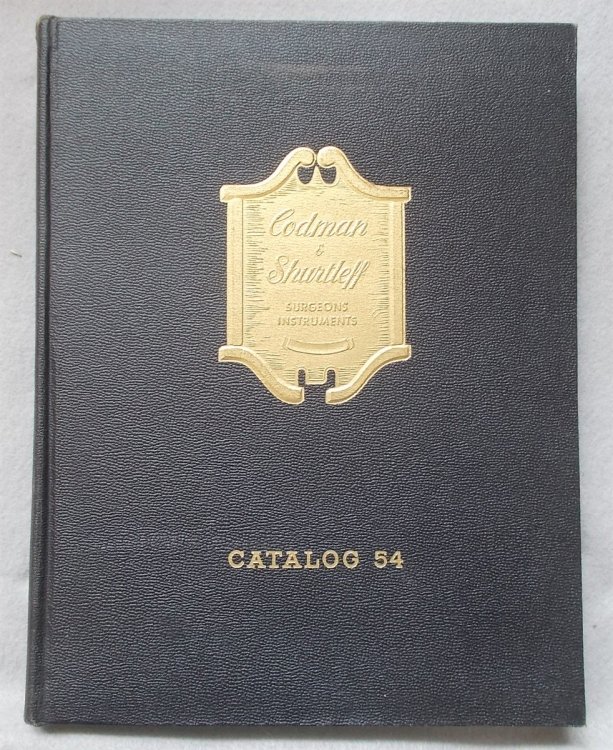 Codman
&
Shurtleff
SURGEONS
INSTRUMENTS
CATALOG 54